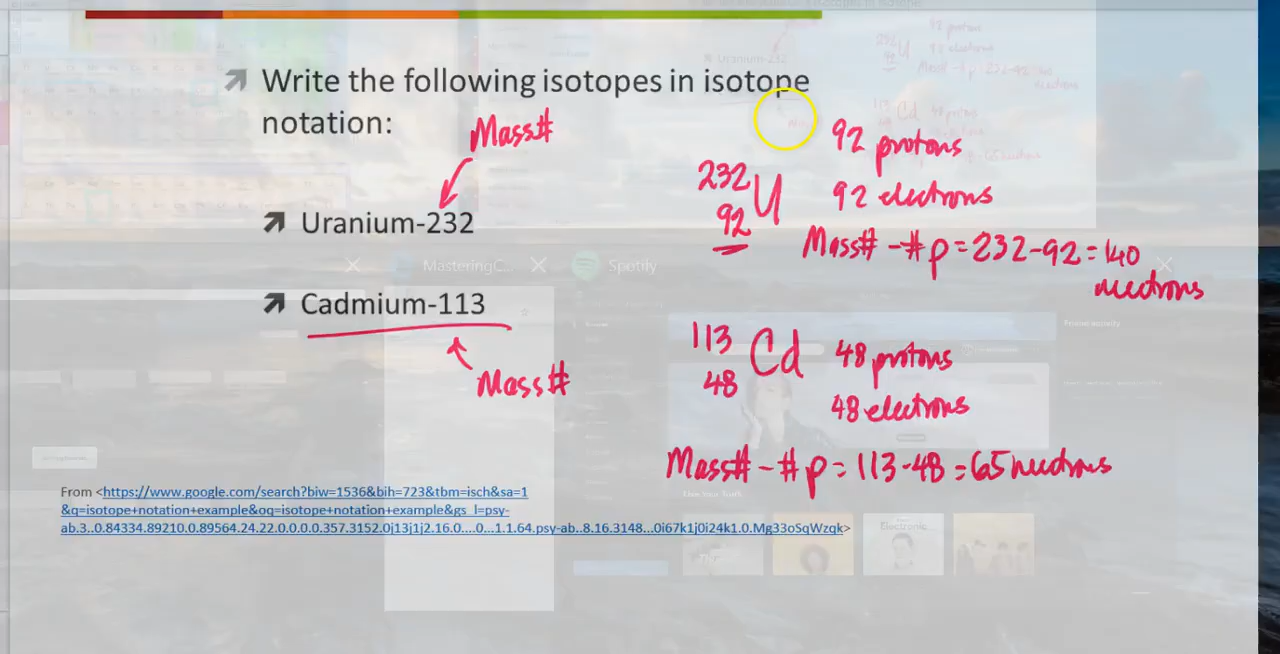 Write the following isotopes in isotope
notation:
Mass#
Uranium-232
Cadmium-113
Mass#
232
92 U
92 protons
92 electrons
Mass# - # p = 232 - 92 = 140
neutrons
113
48 Cd
48 protons
48 electrons
Mass# - # p = 113 - 48 = 65 neutrons
MasteringC...
Spotify
From <https://www.google.com/search?biw=1536&bih=723&tbm=isch&sa=1
&q=isotope+notation+example&oq=isotope+notation+example&gs_l=psy-
ab.3..0.84334.89210.0.89564.24.22.0.0.0.0.357.3152.0j13j1j2.16.0....0...1.1.64.psy-ab..8.16.3148...0i67k1j0i24k1.0.Mg33oSqWzqk>
Electronic